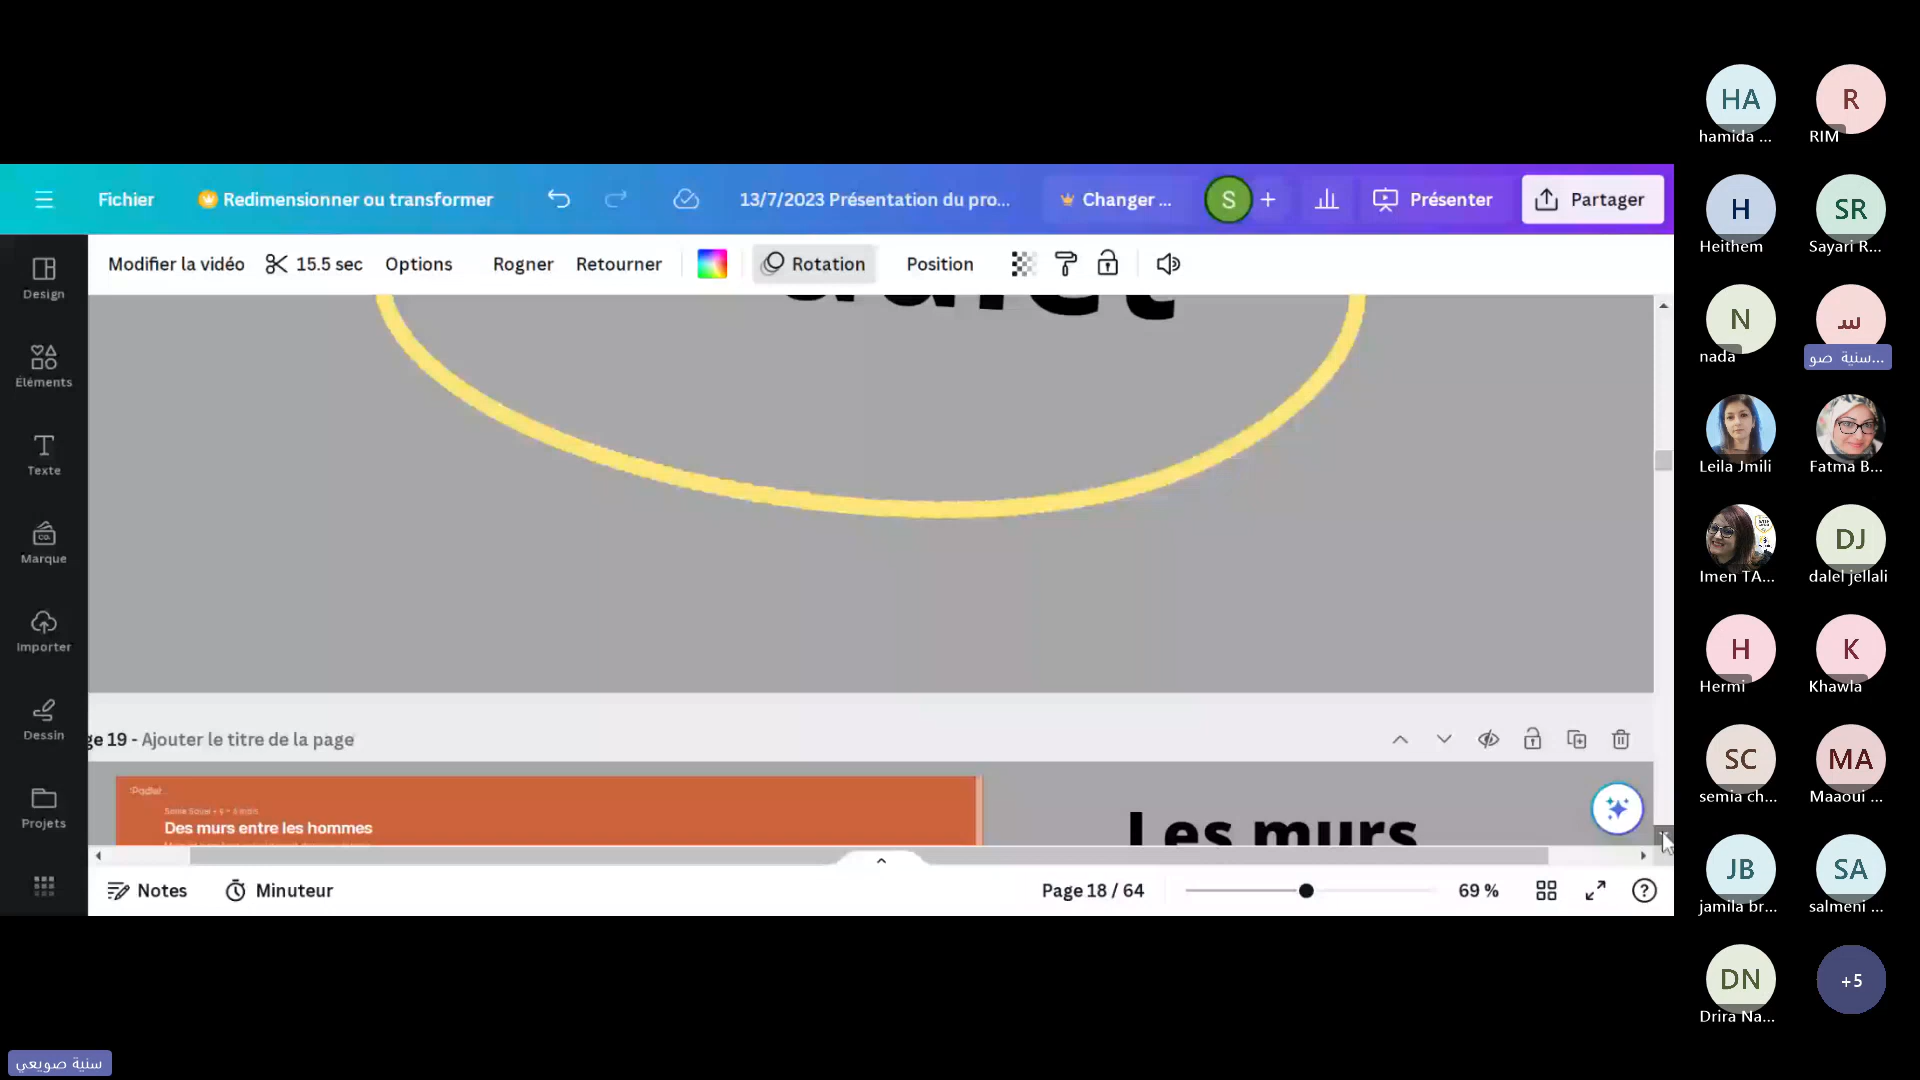 Fichier
Redimensionner ou transformer
13/7/2023 Présentation du pro...
Changer ...
S
Présenter
Partager
Modifier la vidéo
15.5 sec
Options
Rogner
Retourner
Rotation
Position
Design
Éléments
Texte
Marque
Importer
Dessin
Projets
ge 19 - Ajouter le titre de la page
:Padlet
Des murs entre les hommes
Les murs
Notes
Minuteur
Page 18 / 64
69 %
HA
hamida ...
R
RIM
H
Heithem
SR
Sayari R...
N
nada
سـ
سنية صو...
Leila Jmili
Fatma B...
Imen TA...
DJ
dalel jellali
H
Hermi
K
Khawla
SC
semia ch...
MA
Maaoui ...
JB
jamila br...
SA
salmeni ...
DN
Drira Na...
+5
سنية صويعي